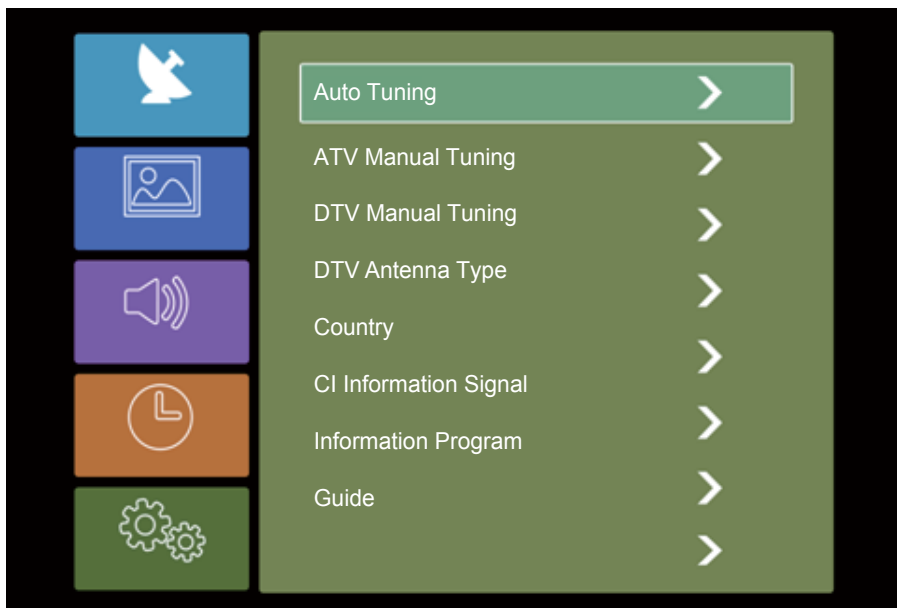 Auto Tuning
ATV Manual Tuning
DTV Manual Tuning
DTV Antenna Type
Country
CI Information Signal
Information Program
Guide